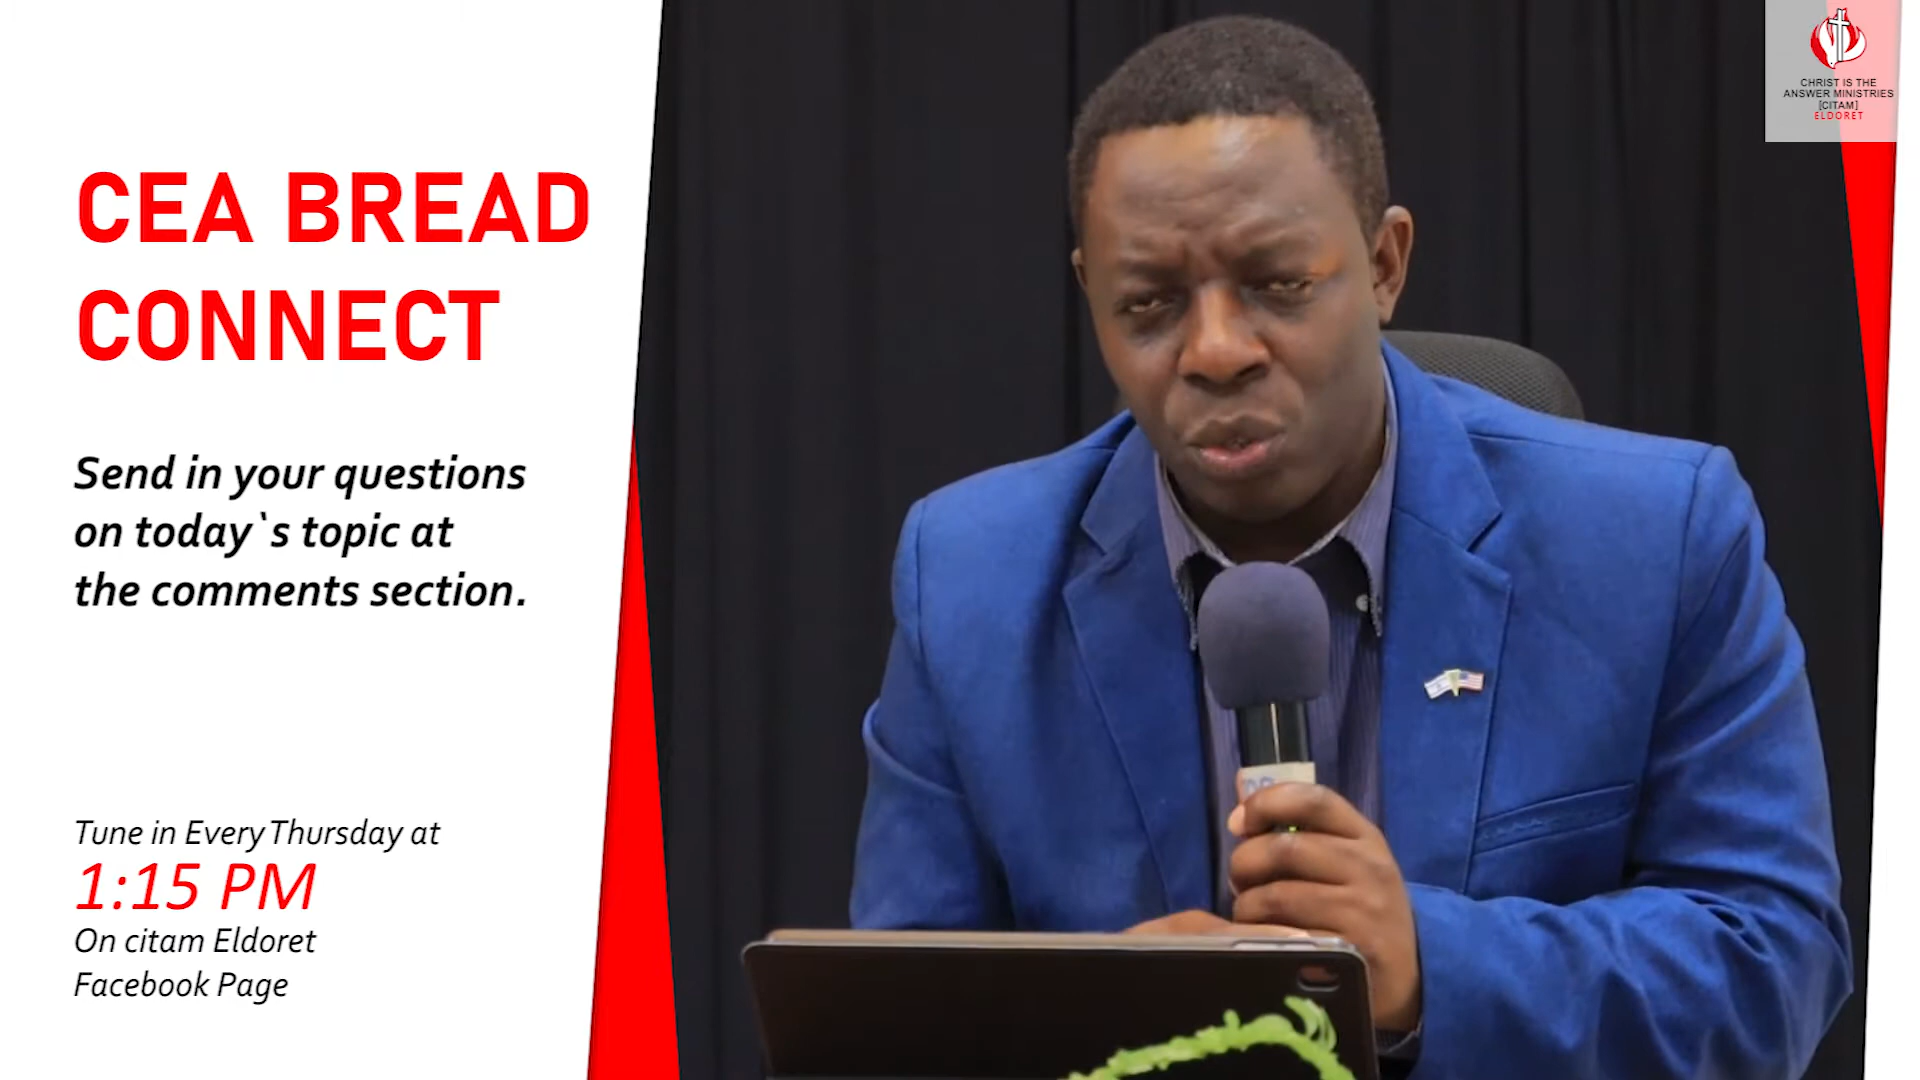 CEA BREAD
CONNECT
Send in your questions
on today`s topic at
the comments section.
Tune in Every Thursday at
1:15 PM
On citam Eldoret
Facebook Page
CHRIST IS THE
ANSWER MINISTRIES
[CITAM]
ELDORET